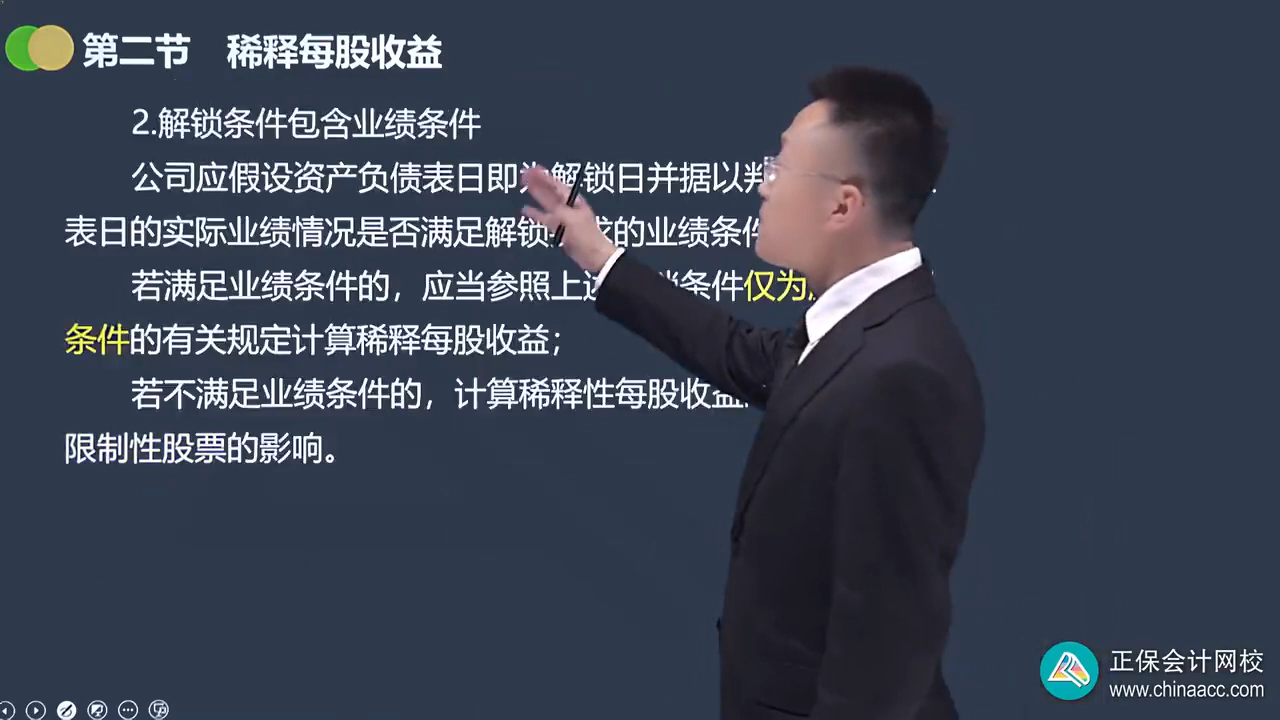 第二节 稀释每股收益
2.解锁条件包含业绩条件
公司应假设资产负债表日即为解锁日并据以判
表日的实际业绩情况是否满足解锁要求的业绩条件
若满足业绩条件的，应当参照上述解锁条件仅为
条件的有关规定计算稀释每股收益；
若不满足业绩条件的，计算稀释性每股收益
限制性股票的影响。
正保会计网校
www.chinaacc.com